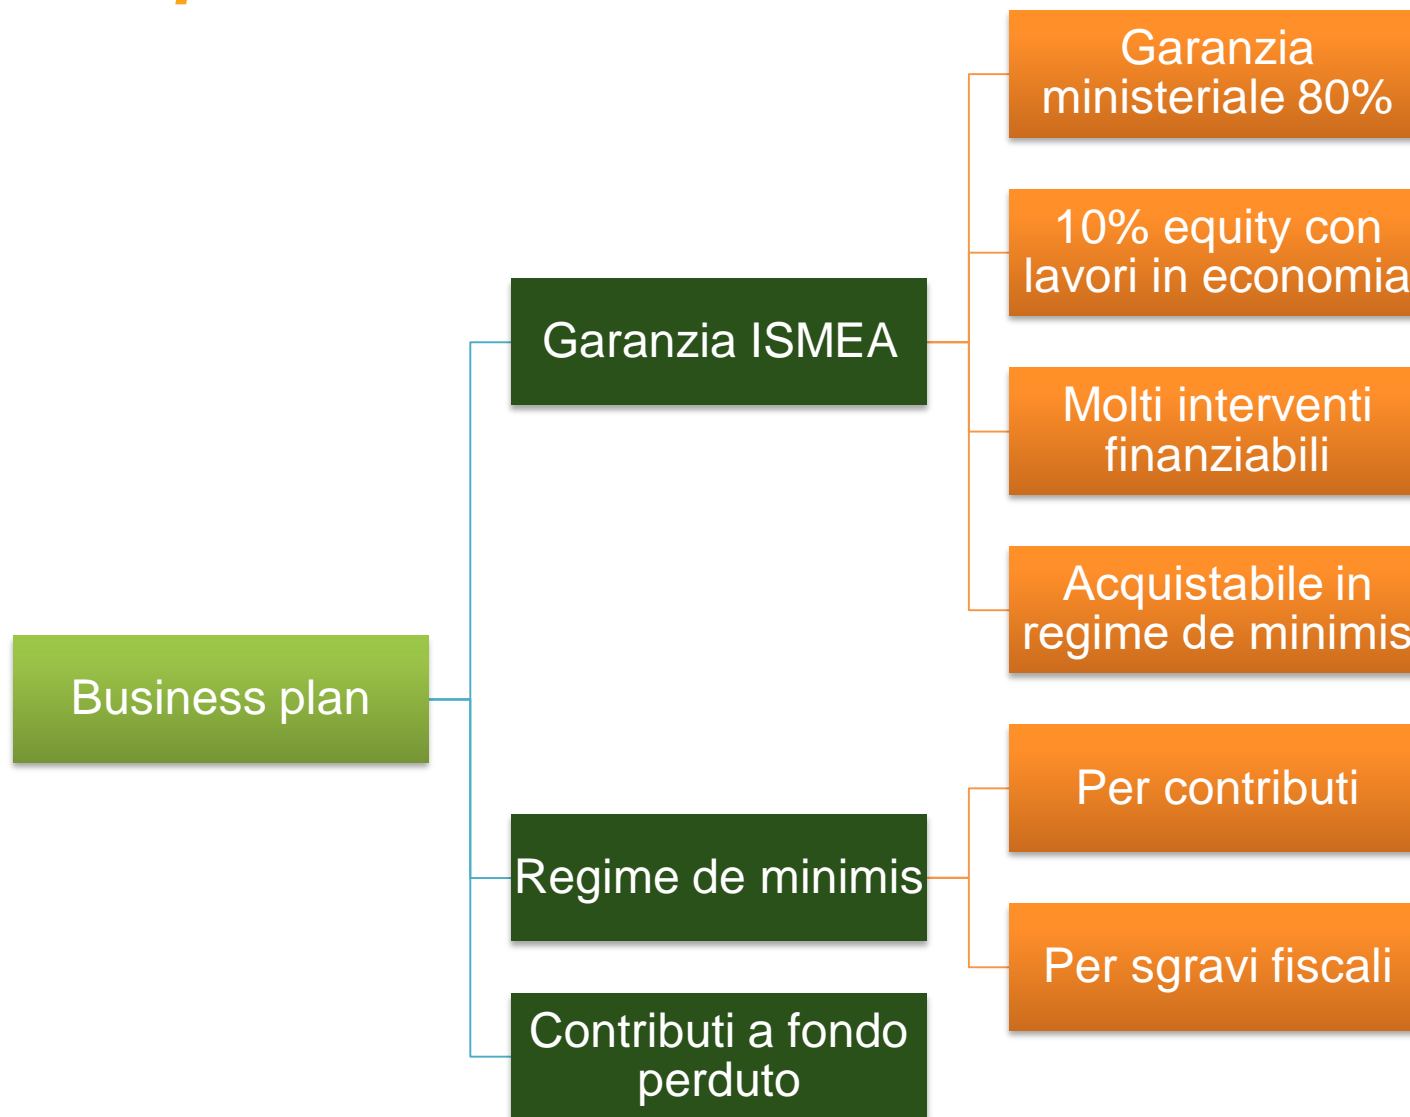 Business plan
Garanzia ISMEA
Garanzia
ministeriale 80%
10% equity con
lavori in economia
Molti interventi
finanziabili
Acquistabile in
regime de minimis
Regime de minimis
Per contributi
Per sgravi fiscali
Contributi a fondo
perduto